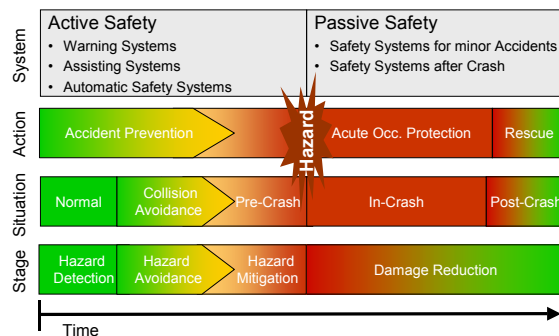 System
Active Safety
• Warning Systems
• Assisting Systems
• Automatic Safety Systems
Passive Safety
• Safety Systems for minor Accidents
• Safety Systems after Crash
Action
Accident Prevention
Hazard
Acute Occ. Protection
Rescue
Situation
Normal
Collision
Avoidance
Pre-Crash
In-Crash
Post-Crash
Stage
Hazard
Detection
Hazard
Avoidance
Hazard
Mitigation
Damage Reduction
Time